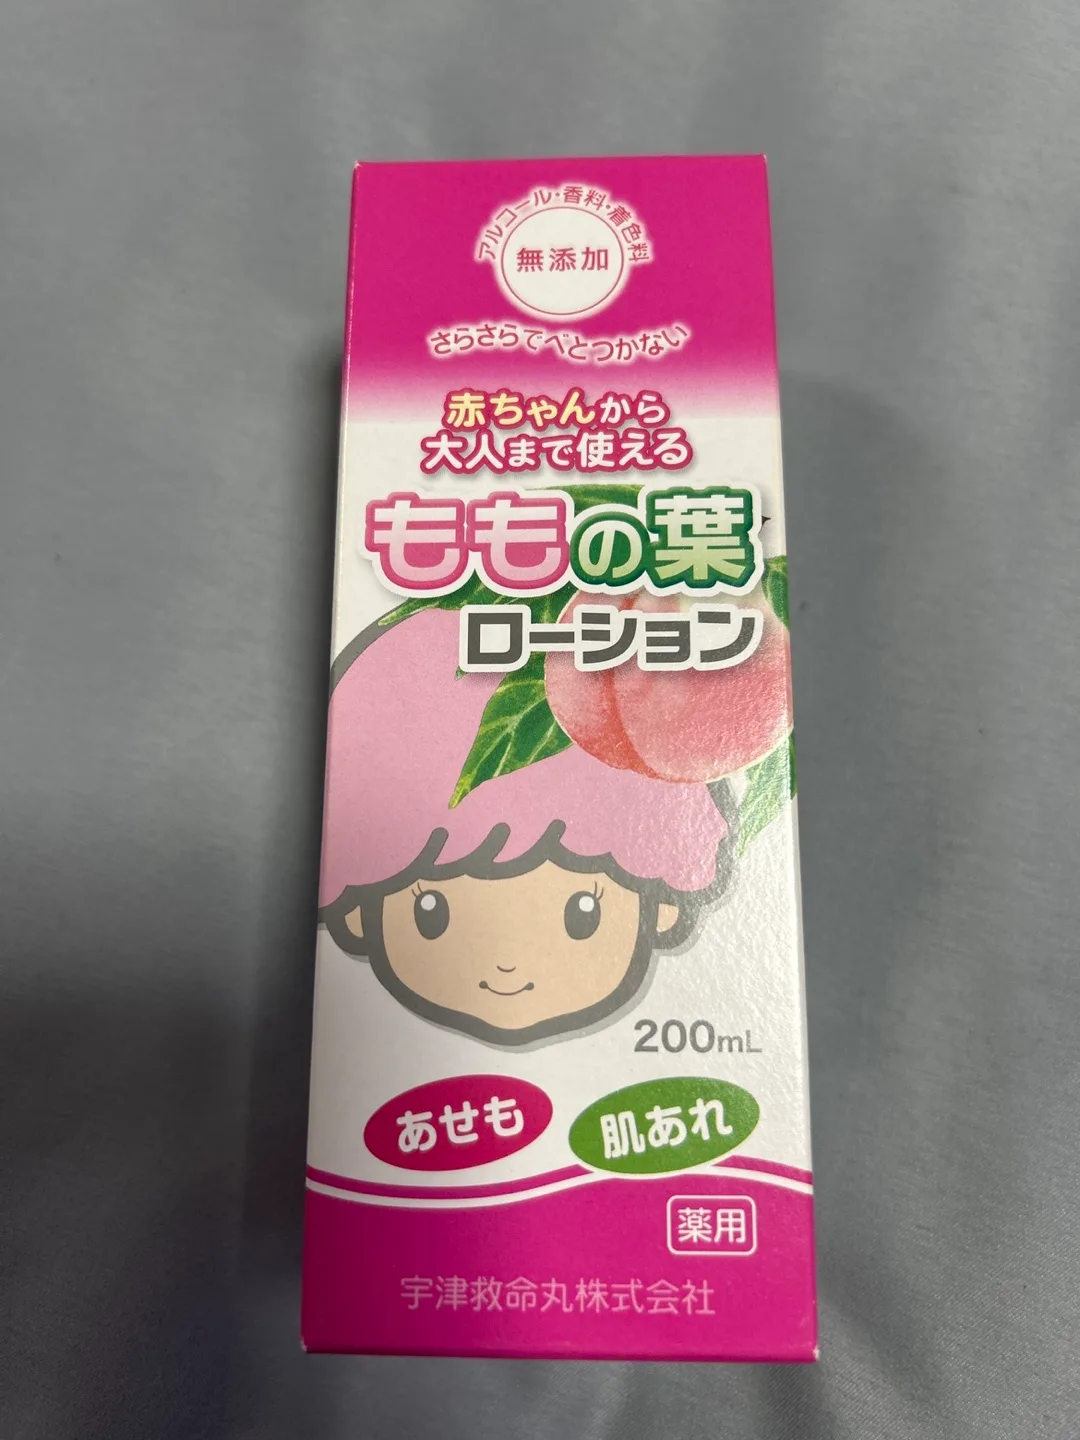 アルコール・香料・着色料
無添加
さらさらでべとつかない
赤ちゃんから
大人まで使える
ももの葉
ローション
200mL
あせも
肌あれ
薬用
宇津救命丸株式会社